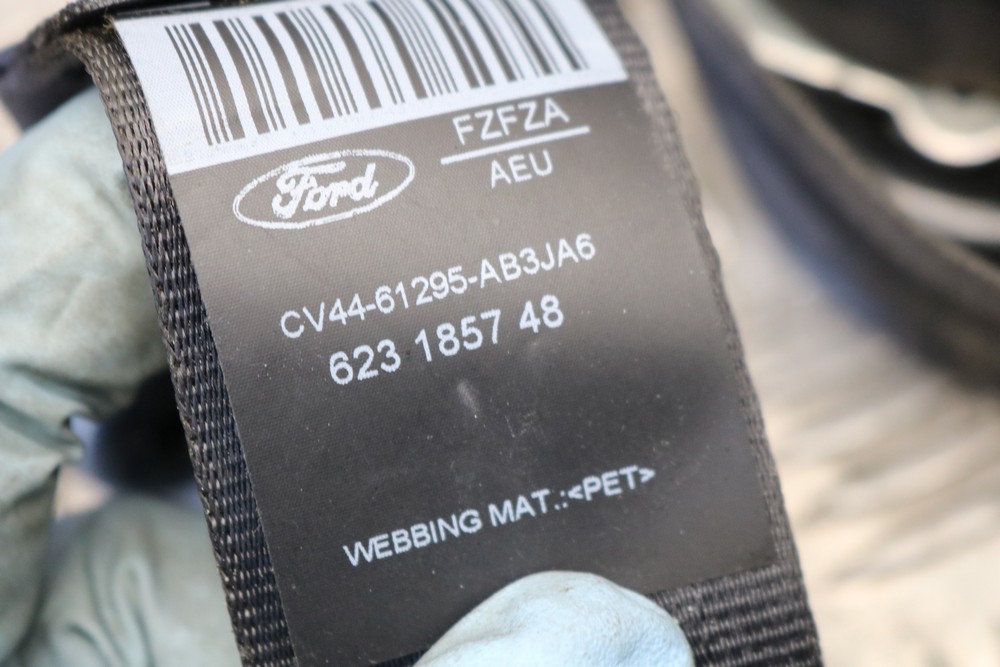 FZFZA
Ford
AEU
CV44-61295-AB3JA6
623 1857 48
WEBBING MAT.:<PET>